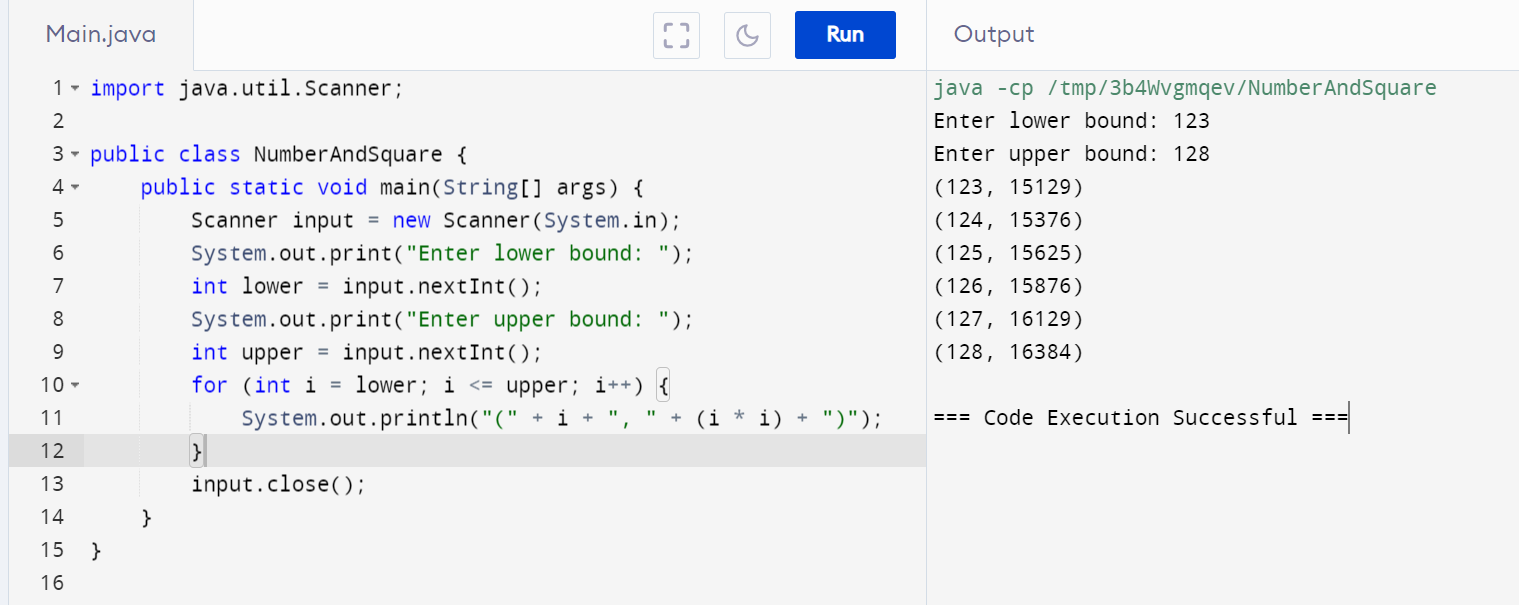 Main.java
Run
Output
1 import java.util.Scanner;
2
3 public class NumberAndSquare {
4     public static void main(String[] args) {
5         Scanner input = new Scanner(System.in);
6         System.out.print("Enter lower bound: ");
7         int lower = input.nextInt();
8         System.out.print("Enter upper bound: ");
9         int upper = input.nextInt();
10         for (int i = lower; i <= upper; i++) {
11             System.out.println("(" + i + ", " + (i * i) + ")");
12         }
13         input.close();
14     }
15 }
16
java -cp /tmp/3b4Wvgmqev/NumberAndSquare
Enter lower bound: 123
Enter upper bound: 128
(123, 15129)
(124, 15376)
(125, 15625)
(126, 15876)
(127, 16129)
(128, 16384)
=== Code Execution Successful ===